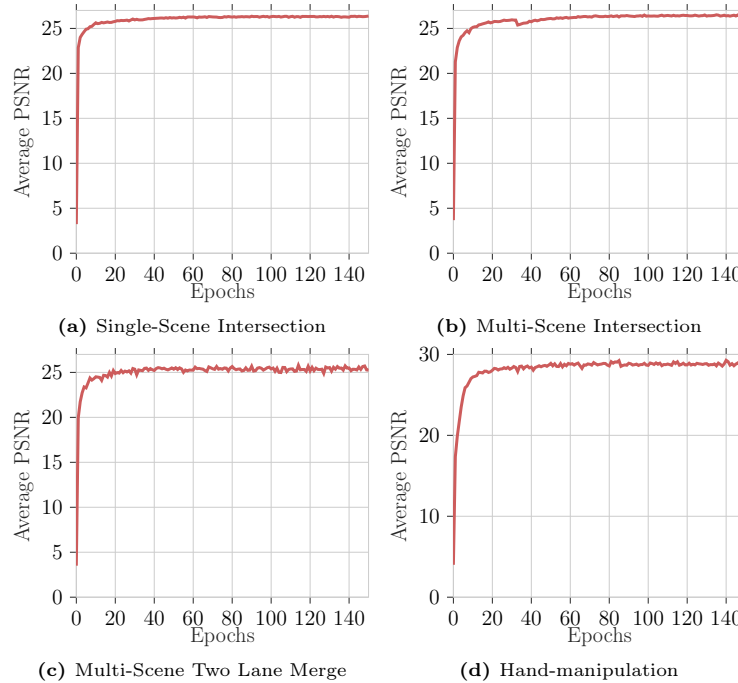 Average PSNR
25
20
15
10
5
0
0 20 40 60 80 100 120 140
Epochs
(a) Single-Scene Intersection
Average PSNR
25
20
15
10
5
0
0 20 40 60 80 100 120 140
Epochs
(b) Multi-Scene Intersection
Average PSNR
25
20
15
10
5
0
0 20 40 60 80 100 120 140
Epochs
(c) Multi-Scene Two Lane Merge
Average PSNR
30
20
10
0
0 20 40 60 80 100 120 140
Epochs
(d) Hand-manipulation